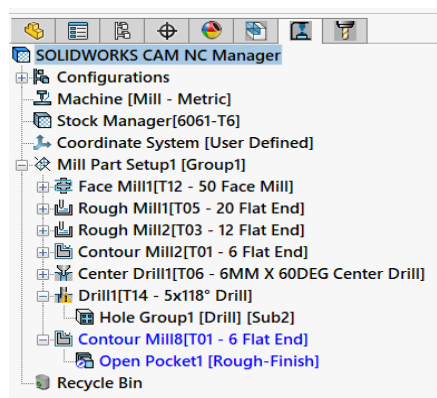 SOLIDWORKS CAM NC Manager
Configurations
Machine [Mill - Metric]
Stock Manager[6061-T6]
Coordinate System [User Defined]
Mill Part Setup1 [Group1]
Face Mill1[T12 - 50 Face Mill]
Rough Mill1[T05 - 20 Flat End]
Rough Mill2[T03 - 12 Flat End]
Contour Mill2[T01 - 6 Flat End]
Center Drill1[T06 - 6MM X 60DEG Center Drill]
Drill1[T14 - 5x118° Drill]
Hole Group1 [Drill] [Sub2]
Contour Mill8[T01 - 6 Flat End]
Open Pocket1 [Rough-Finish]
Recycle Bin